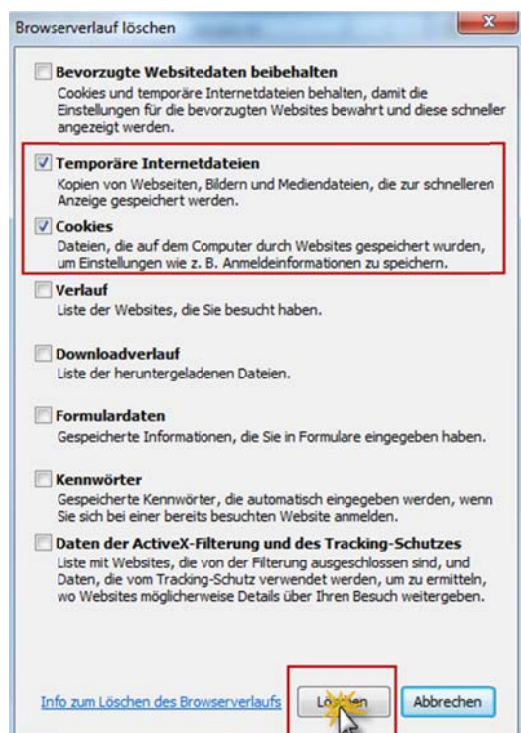 Browserverlauf löschen
Bevorzugte Websitedaten beibehalten
Cookies und temporäre Internetdateien behalten, damit die
Einstellungen für die bevorzugten Websites bewahrt und diese schneller
angezeigt werden.
Temporäre Internetdateien
Kopien von Webseiten, Bildern und Mediendateien, die zur schnelleren
Anzeige gespeichert werden.
Cookies
Dateien, die auf dem Computer durch Websites gespeichert wurden,
um Einstellungen wie z. B. Anmeldeinformationen zu speichern.
Verlauf
Liste der Websites, die Sie besucht haben.
Downloadverlauf
Liste der heruntergeladenen Dateien.
Formulardaten
Gespeicherte Informationen, die Sie in Formulare eingegeben haben.
Kennwörter
Gespeicherte Kennwörter, die automatisch eingegeben werden, wenn
Sie sich bei einer bereits besuchten Website anmelden.
Daten der ActiveX-Filterung und des Tracking-Schutzes
Liste mit Websites, die von der Filterung ausgeschlossen sind, und
Daten, die vom Tracking-Schutz verwendet werden, um zu ermitteln,
wo Websites möglicherweise Details über Ihren Besuch weitergeben.
Info zum Löschen des Browserverlaufs Löschen Abbrechen